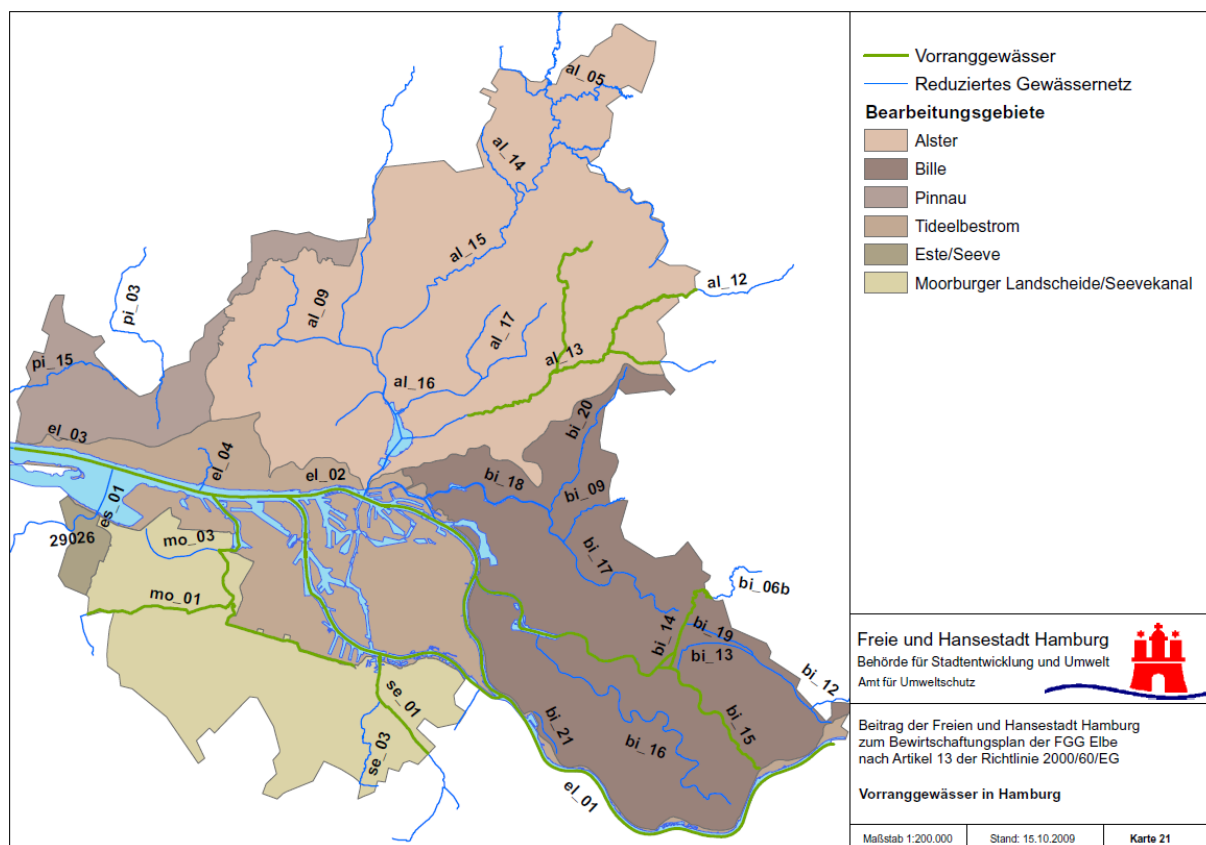 al_05
al_14
al_15
al_12
pi_03
al_09
al_17
al_13
pi_15
al_16
bi_20
el_03
el_04
el_02
bi_18
bi_09
es_01
29026
mo_03
bi_17
bi_06b
mo_01
bi_14
bi_19
bi_13
bi_12
se_01
bi_21
bi_15
bi_16
se_03
el_01
Vorranggewässer
Reduziertes Gewässernetz
Bearbeitungsgebiete
Alster
Bille
Pinnau
Tideelbestrom
Este/Seeve
Moorburger Landscheide/Seevekanal
Freie und Hansestadt Hamburg
Behörde für Stadtentwicklung und Umwelt
Amt für Umweltschutz
Beitrag der Freien und Hansestadt Hamburg
zum Bewirtschaftungsplan der FGG Elbe
nach Artikel 13 der Richtlinie 2000/60/EG
Vorranggewässer in Hamburg
Maßstab 1:200.000 Stand: 15.10.2009 Karte 21